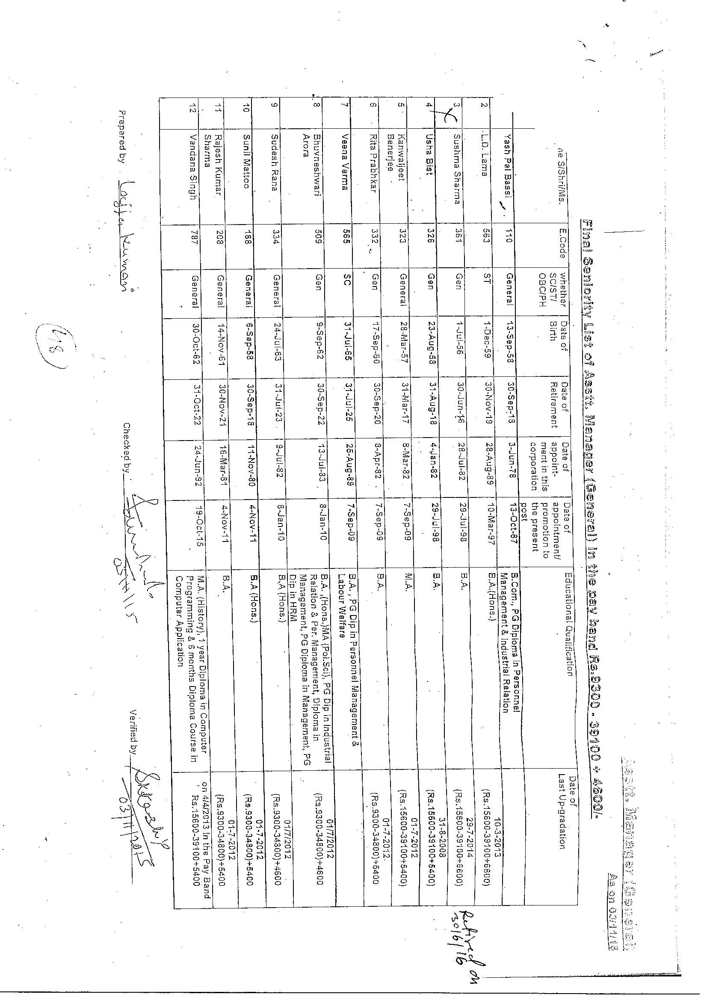 Asstt. Manager (General)
As on 03/11/15
Final Seniority List of Asstt. Manager (General) in the pay band Rs.9300 - 39100 + 4600/-
ne S/Shri/Ms. E.Code whether SC/ST/ OBC/PH Date of Birth Date of Retirement Date of appoint- ment in this corporation Date of appointment/ promotion to the present post Educational Qualification Date of Last Up-gradation
Yash Pal Bassi 110 General 13-Sep-58 30-Sep-18 3-Jun-78 13-Oct-87 B.Com., PG Diploma in Personnel
Management & Industrial Relation
2 L.D. Lama 563 ST 1-Dec-59 30-Nov-19 28-Aug-89 10-Mar-97 B.A.(Hons.) 10-3-2013
(Rs.15600-39100+6600)
3 Sushma Sharma 361 Gen 1-Jul-56 30-Jun-16 28-Jul-82 29-Jul-98 B.A. 29-7-2014
(Rs.15600-39100+6600)
Retired on
30/6/16
4 Usha Bist 326 Gen 23-Aug-58 31-Aug-18 4-Jan-82 29-Jul-98 B.A. 31-8-2008
(Rs.15600-39100+5400)
5 Kanwaljeet 323 General 28-Mar-57 31-Mar-17 8-Mar-82 7-Sep-09 M.A. 01-7-2012
Benerjee (Rs.15600-39100+5400)
6 Rita Prabhkar 332 Gen 17-Sep-60 30-Sep-20 8-Apr-82 7-Sep-09 B.A. 01-7-2012
(Rs.9300-34800)+5400
7 Veena Verma 565 SC 31-Jul-65 31-Jul-25 25-Aug-89 7-Sep-09 B.A. , PG Dip in Personnel Management &
Labour Welfare
8 Bhuvneshwari 509 Gen 9-Sep-62 30-Sep-22 13-Jul-83 8-Jan-10 B.A. ,(Hons.)MA (Pol.Sci), PG Dip in Industrial 01/7/2012
Arora Relation & Per. Management, Diploma in (Rs.9300-34800)+4600
Management, PG Diploma in Management, PG
Dip in HRM
9 Sudesh Rana 334 General 24-Jul-63 31-Jul-23 9-Jul-82 8-Jan-10 B.A (Hons.) 01/7/2012
(Rs.9300-34800)+4600
10 Sunil Mattoo 188 General 6-Sep-58 30-Sep-18 11-Nov-80 4-Nov-11 B.A (Hons.) 01-7-2012
(Rs.9300-34800)+5400
11 Rajesh Kumar 208 General 14-Nov-61 30-Nov-21 16-Mar-81 4-Nov-11 B.A. 01-7-2012
Sharma (Rs.9300-34800)+5400
12 Vandana Singh 787 General 30-Oct-62 31-Oct-22 24-Jun-92 19-Oct-15 M.A. (History), 1 year Diploma in Computer on 4/4/2013 in the Pay Band
Programming & 6 months Diploma Course in Rs.15600-39100+5400
Computer Application
Prepared by Lajja Kumari Checked by Verified by
03/11/2015